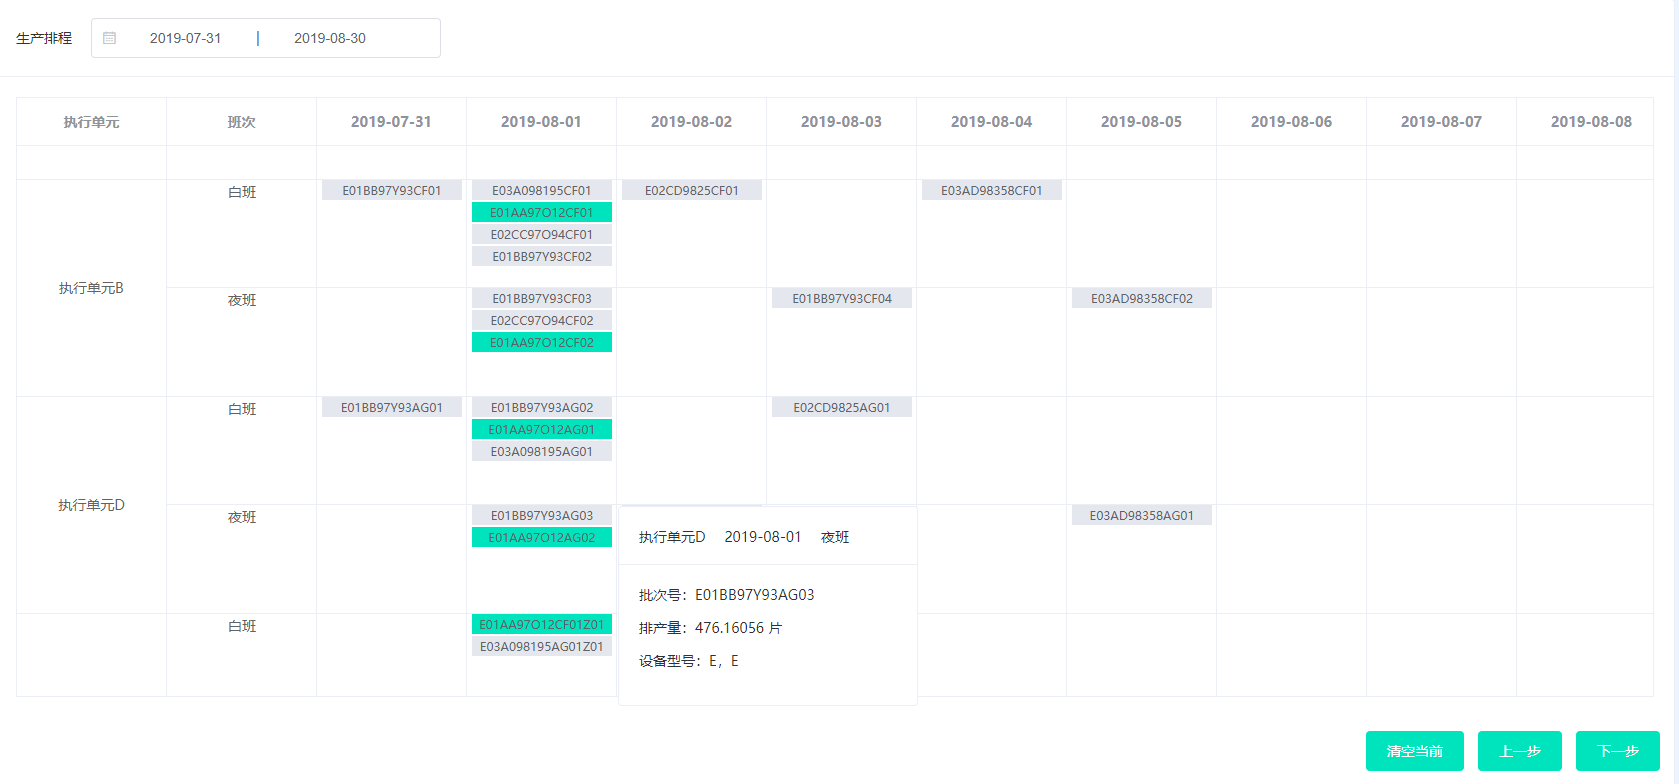 生产排程 2019-07-31 | 2019-08-30
执行单元 班次 2019-07-31 2019-08-01 2019-08-02 2019-08-03 2019-08-04 2019-08-05 2019-08-06 2019-08-07 2019-08-08
白班 E01BB97Y93CF01 E03A098195CF01 E02CD9825CF01 E03AD98358CF01
E01AA97O12CF01
E02CC97O94CF01
E01BB97Y93CF02
执行单元B
夜班 E01BB97Y93CF03 E01BB97Y93CF04 E03AD98358CF02
E02CC97O94CF02
E01AA97O12CF02
白班 E01BB97Y93AG01 E01BB97Y93AG02 E02CD9825AG01
E01AA97O12AG01
E03A098195AG01
执行单元D
夜班 E01BB97Y93AG03 E03AD98358AG01
E01AA97O12AG02
执行单元D 2019-08-01 夜班
批次号：E01BB97Y93AG03
排产量：476.16056 片
设备型号：E，E
白班 E01AA97O12CF01Z01
E03A098195AG01Z01
清空当前 上一步 下一步